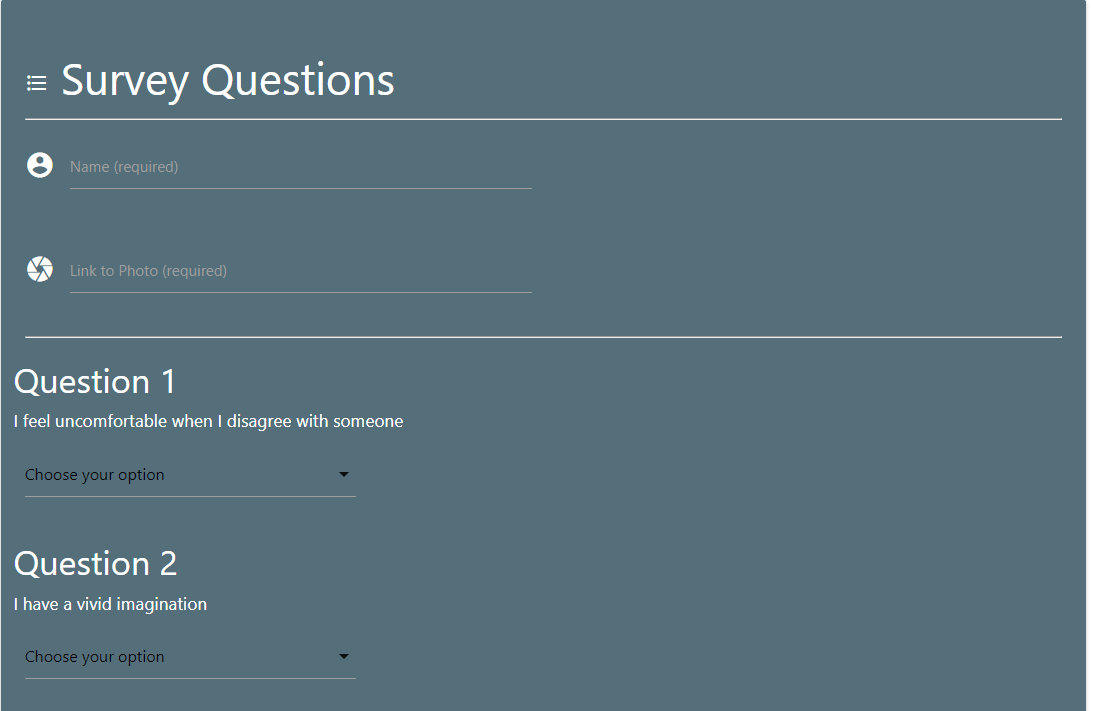 Survey Questions
Name (required)
Link to Photo (required)
Question 1
I feel uncomfortable when I disagree with someone
Choose your option
Question 2
I have a vivid imagination
Choose your option